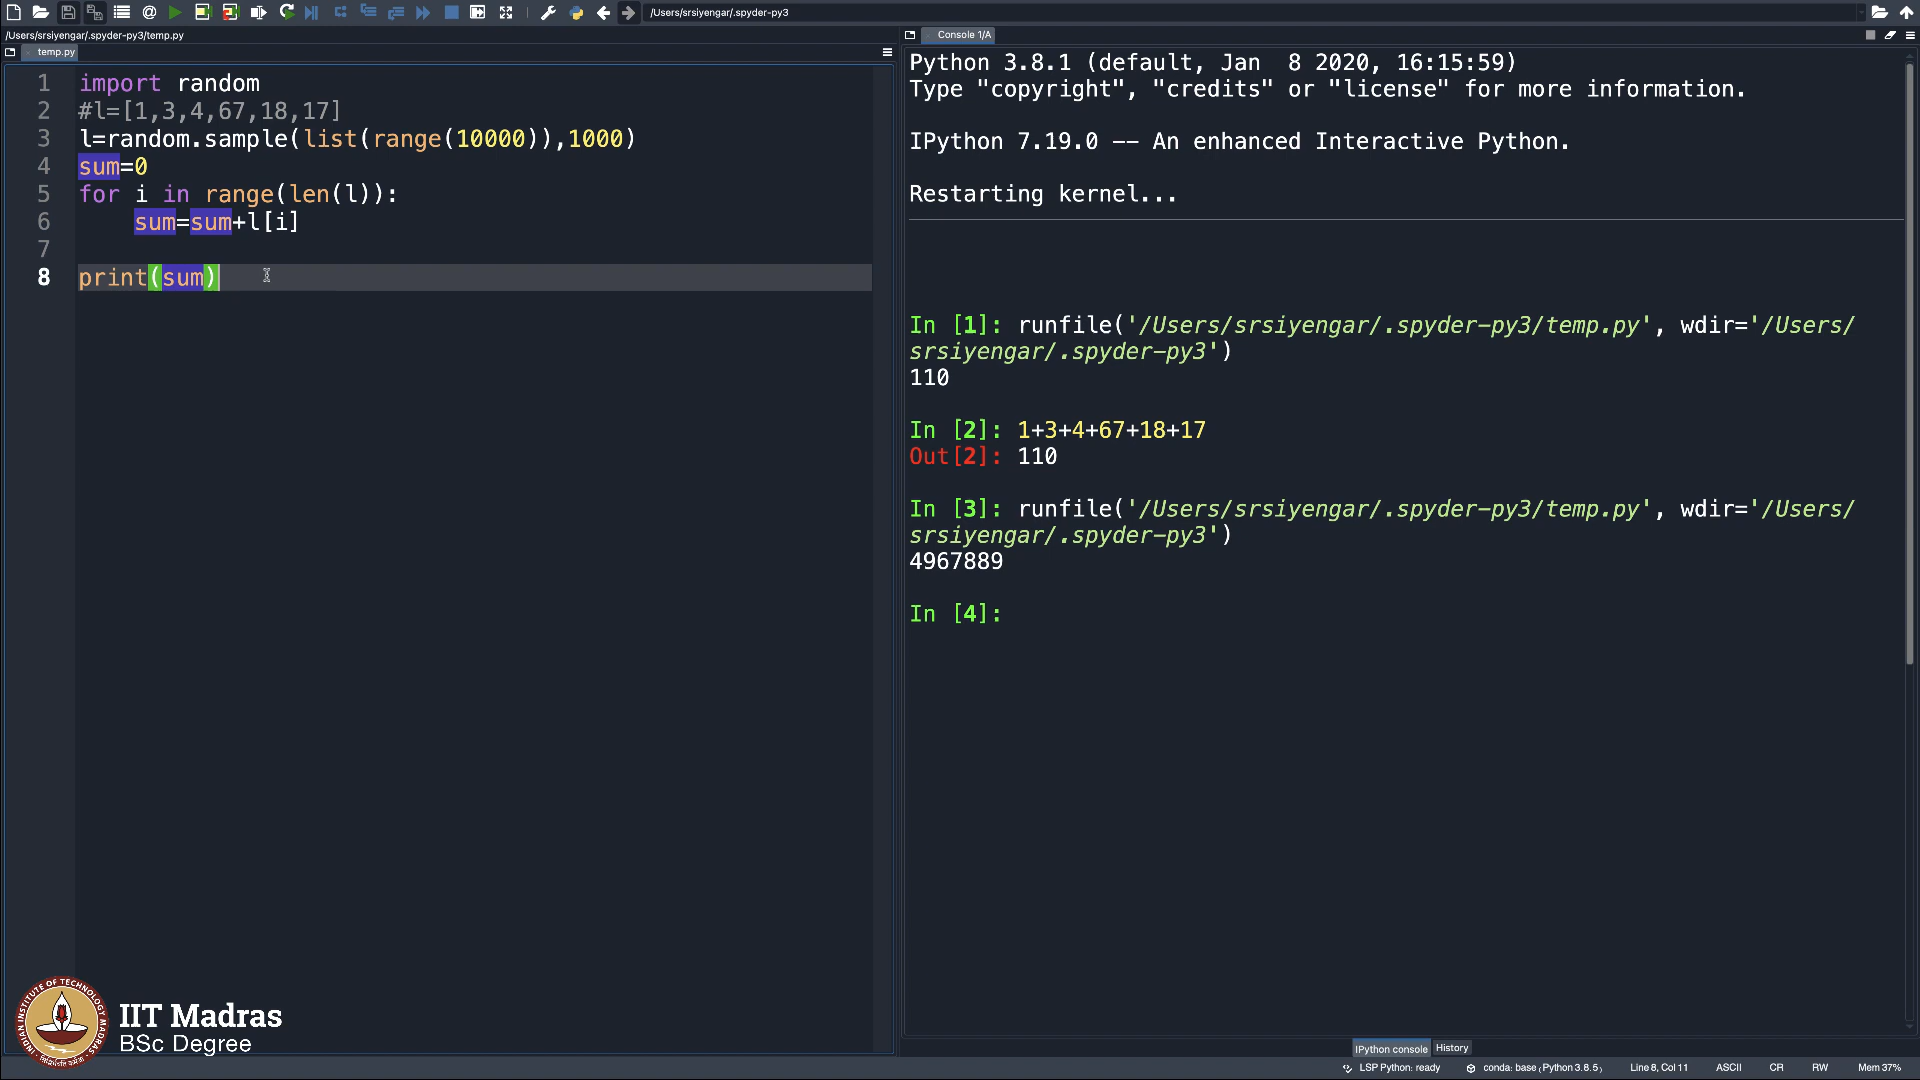 /Users/srsiyengar/.spyder-py3
/Users/srsiyengar/.spyder-py3/temp.py
temp.py
1 import random
2 #l=[1,3,4,67,18,17]
3 l=random.sample(list(range(10000)),1000)
4 sum=0
5 for i in range(len(l)):
6 sum=sum+l[i]
7
8 print(sum)
Console 1/A
Python 3.8.1 (default, Jan  8 2020, 16:15:59)
Type "copyright", "credits" or "license" for more information.
IPython 7.19.0 -- An enhanced Interactive Python.
Restarting kernel...
In [1]: runfile('/Users/srsiyengar/.spyder-py3/temp.py', wdir='/Users/
srsiyengar/.spyder-py3')
110
In [2]: 1+3+4+67+18+17
Out[2]: 110
In [3]: runfile('/Users/srsiyengar/.spyder-py3/temp.py', wdir='/Users/
srsiyengar/.spyder-py3')
4967889
In [4]:
IIT Madras
BSc Degree
IPython console History
LSP Python: ready conda: base (Python 3.8.5) Line 8, Col 11 ASCII CR RW Mem 37%